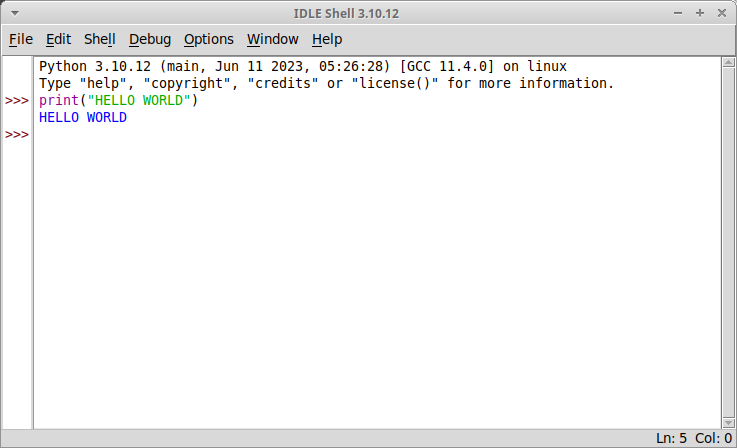 IDLE Shell 3.10.12
File Edit Shell Debug Options Window Help
Python 3.10.12 (main, Jun 11 2023, 05:26:28) [GCC 11.4.0] on linux
Type "help", "copyright", "credits" or "license()" for more information.
>>> print("HELLO WORLD")
HELLO WORLD
>>>
Ln: 5 Col: 0